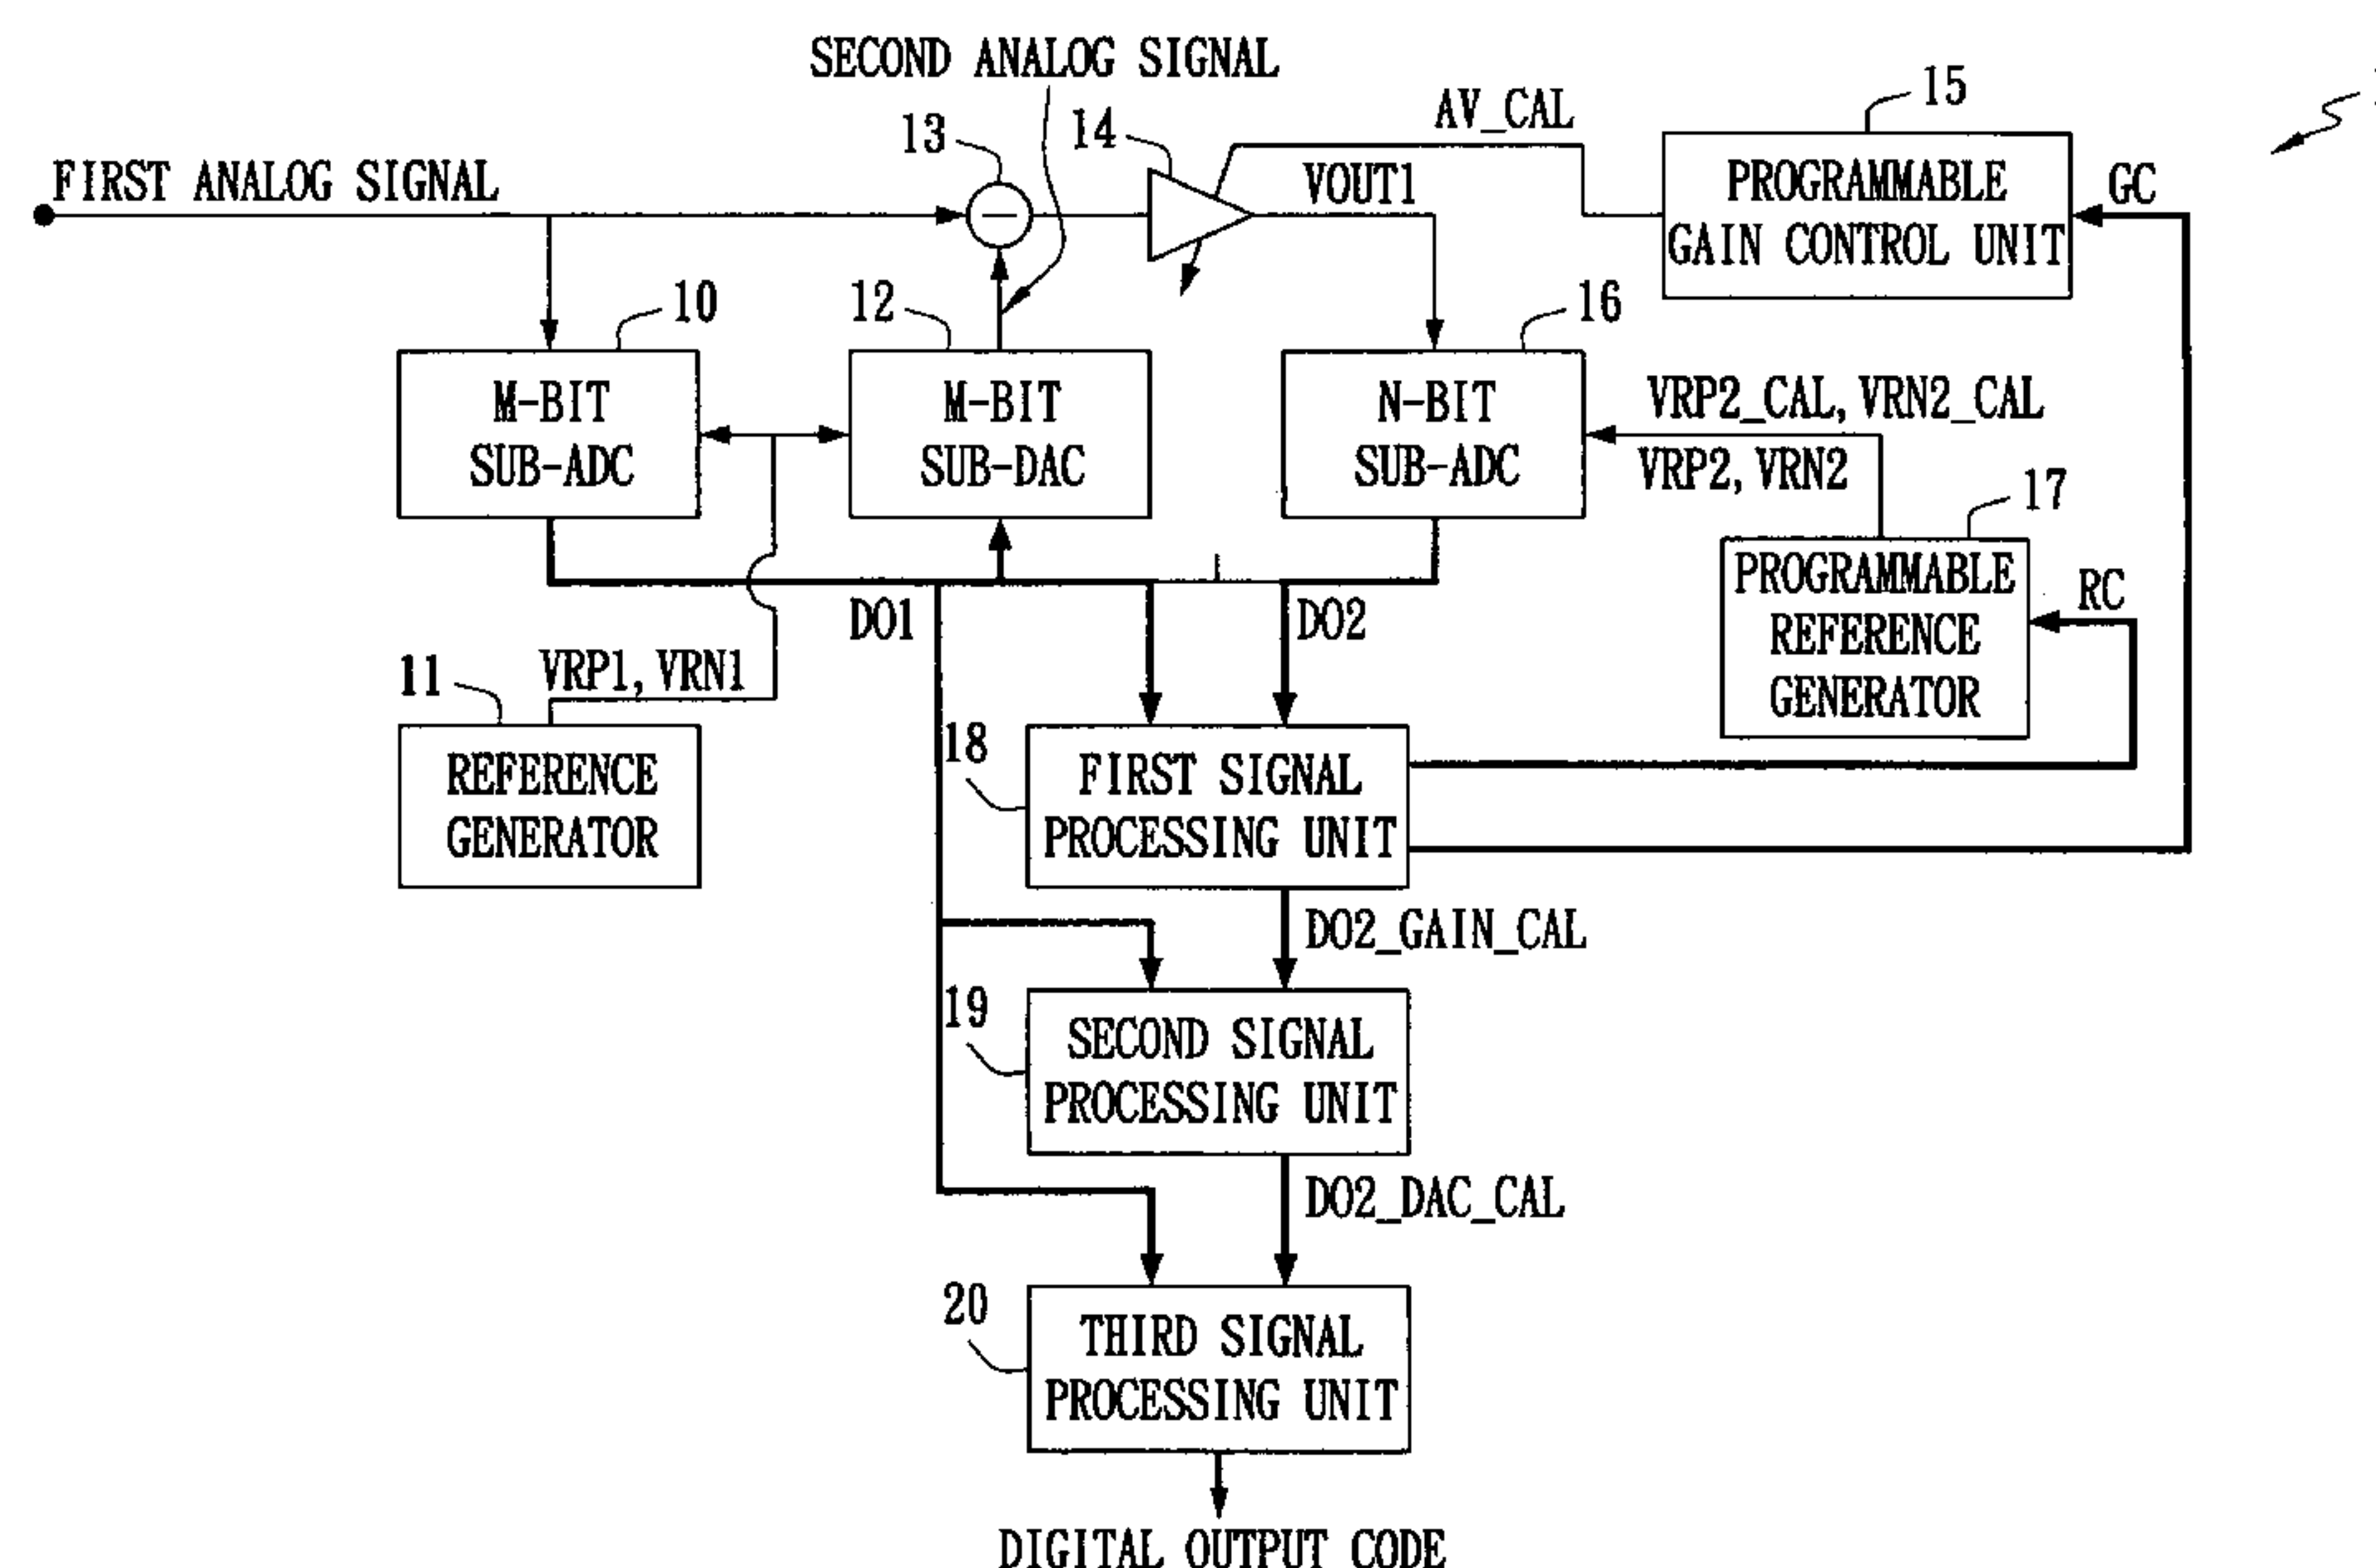 SECOND ANALOG SIGNAL
FIRST ANALOG SIGNAL
13
14
AV_CAL
15
PROGRAMMABLE
GAIN CONTROL UNIT
GC
VOUT1
10
M-BIT
SUB-ADC
12
M-BIT
SUB-DAC
16
N-BIT
SUB-ADC
VRP2_CAL, VRN2_CAL
VRP2, VRN2
17
PROGRAMMABLE
REFERENCE
GENERATOR
RC
DO1
DO2
11
VRP1, VRN1
REFERENCE
GENERATOR
18
FIRST SIGNAL
PROCESSING UNIT
DO2_GAIN_CAL
19
SECOND SIGNAL
PROCESSING UNIT
DO2_DAC_CAL
20
THIRD SIGNAL
PROCESSING UNIT
DIGITAL OUTPUT CODE